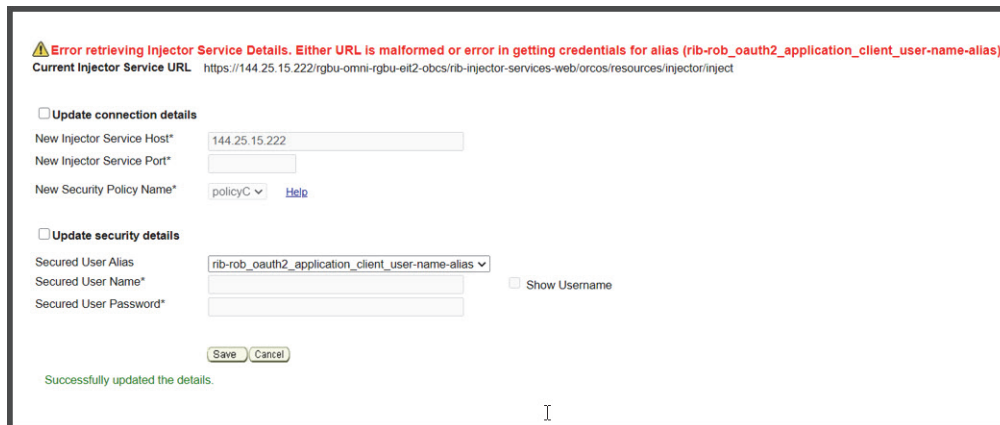 Error retrieving Injector Service Details. Either URL is malformed or error in getting credentials for alias (rib-rob_oauth2_application_client_user-name-alias)
Current Injector Service URL https://144.25.15.222/rgbu-omni-rgbu-eit2-obcs/rib-injector-services-web/orcos/resources/injector/inject
Update connection details
New Injector Service Host* 144.25.15.222
New Injector Service Port*
New Security Policy Name* policyC Help
Update security details
Secured User Alias rib-rob_oauth2_application_client_user-name-alias
Secured User Name* Show Username
Secured User Password*
Save Cancel
Successfully updated the details.